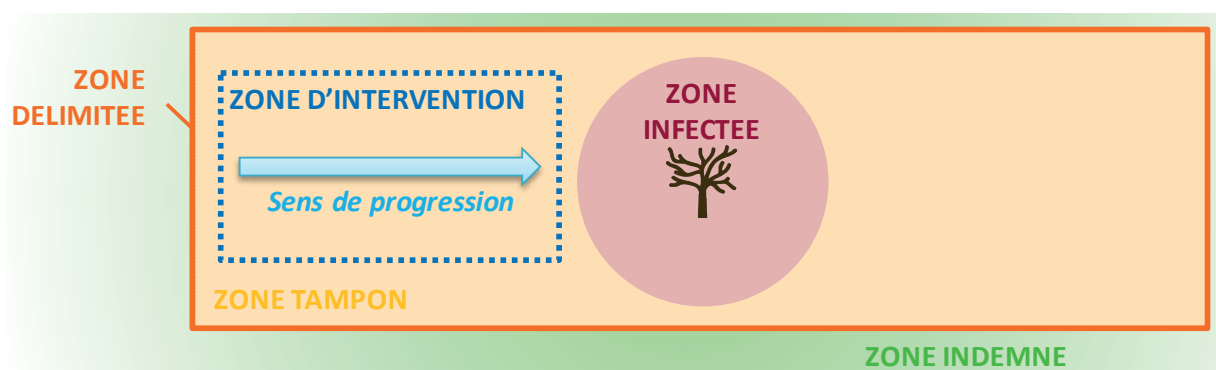 ZONE
DELIMITEE
ZONE D’INTERVENTION
Sens de progression
ZONE
INFECTEE
ZONE TAMPON
ZONE INDEMNE